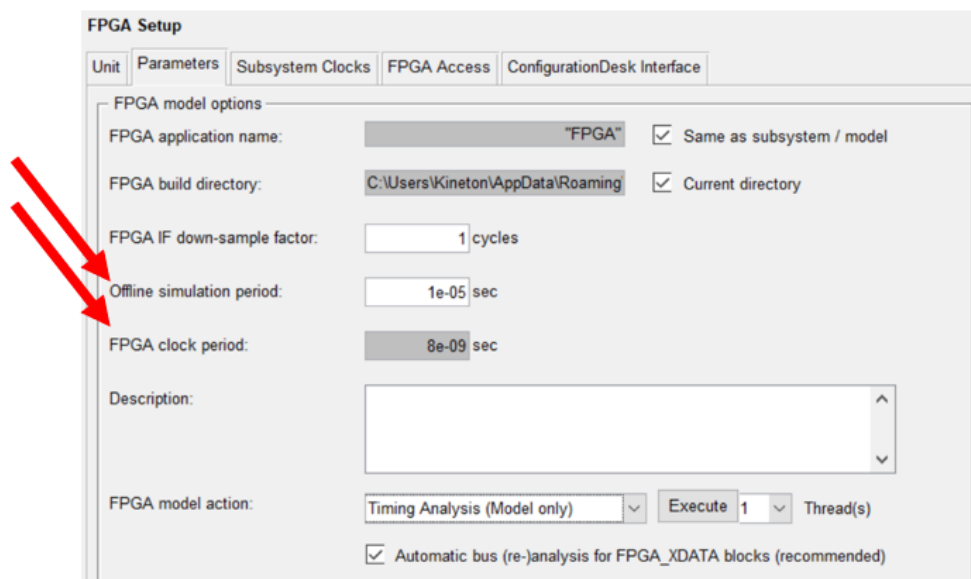 FPGA Setup
Unit Parameters Subsystem Clocks FPGA Access ConfigurationDesk Interface
FPGA model options
FPGA application name: "FPGA" Same as subsystem / model
FPGA build directory: C:\Users\Kineton\AppData\Roaming\ Current directory
FPGA IF down-sample factor: 1 cycles
Offline simulation period: 1e-05 sec
FPGA clock period: 8e-09 sec
Description:
FPGA model action: Timing Analysis (Model only) Execute 1 Thread(s)
Automatic bus (re-)analysis for FPGA_XDATA blocks (recommended)